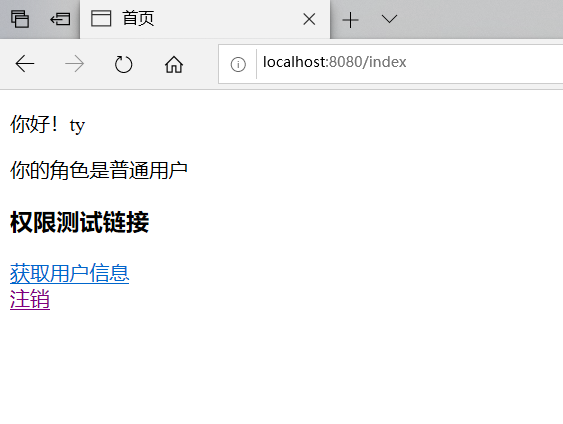 首页
localhost:8080/index
你好！ty
你的角色是普通用户
权限测试链接
获取用户信息
注销